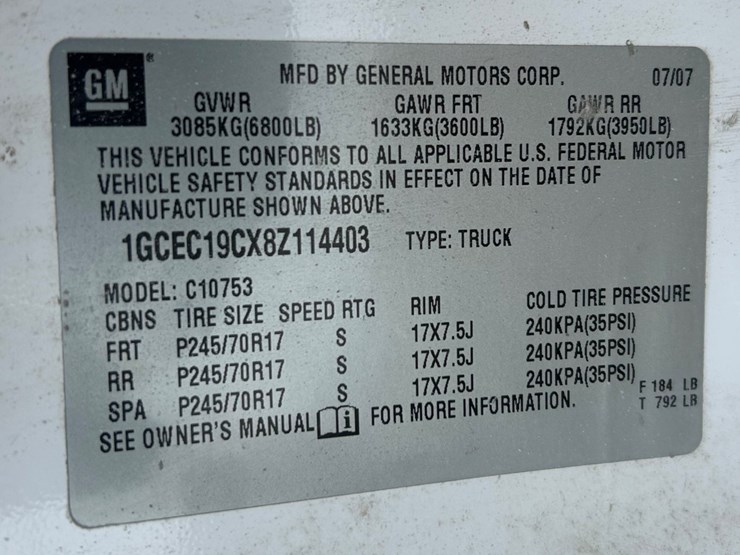 GM ® MFD BY GENERAL MOTORS CORP. 07/07
GVWR GAWR FRT GAWR RR
3085KG(6800LB) 1633KG(3600LB) 1792KG(3950LB)
THIS VEHICLE CONFORMS TO ALL APPLICABLE U.S. FEDERAL MOTOR
VEHICLE SAFETY STANDARDS IN EFFECT ON THE DATE OF
MANUFACTURE SHOWN ABOVE.
1GCEC19CX8Z114403 TYPE: TRUCK
MODEL: C10753
CBNS TIRE SIZE SPEED RTG RIM COLD TIRE PRESSURE
FRT P245/70R17 S 17X7.5J 240KPA(35PSI)
RR P245/70R17 S 17X7.5J 240KPA(35PSI)
SPA P245/70R17 S 17X7.5J 240KPA(35PSI)
F 184 LB
T 792 LB
SEE OWNER'S MANUAL i FOR MORE INFORMATION.